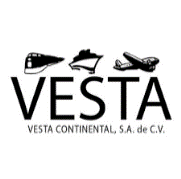 VESTA
VESTA CONTINENTAL, S.A. de C.V.